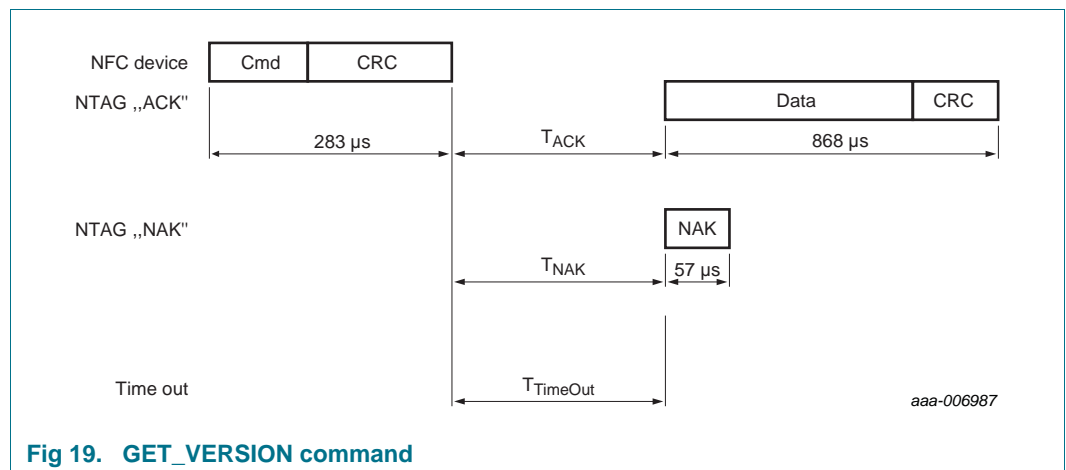 NFC device Cmd CRC
NTAG ,,ACK" Data CRC
283 µs TACK 868 µs
NTAG ,,NAK" NAK
TNAK 57 µs
Time out TTimeOut aaa-006987
Fig 19. GET_VERSION command